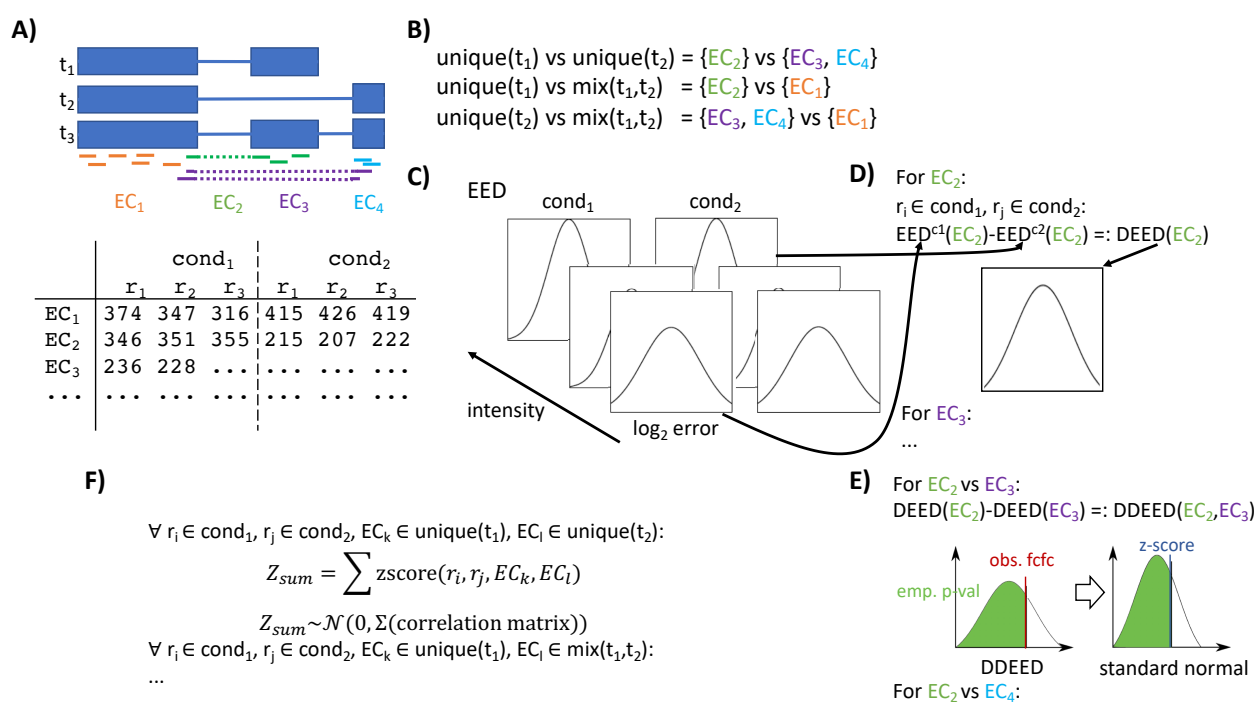 A)
t₁
t₂
t₃
EC₁ EC₂ EC₃ EC₄
cond₁ cond₂
r₁ r₂ r₃ r₁ r₂ r₃
EC₁ 374 347 316 415 426 419
EC₂ 346 351 355 215 207 222
EC₃ 236 228 ... ... ... ...
... ... ... ... ... ... ...
B)
unique(t₁) vs unique(t₂) = {EC₂} vs {EC₃, EC₄}
unique(t₁) vs mix(t₁,t₂) = {EC₂} vs {EC₁}
unique(t₂) vs mix(t₁,t₂) = {EC₃, EC₄} vs {EC₁}
C)
EED
cond₁ cond₂
intensity
log₂ error
D)
For EC₂:
rᵢ ∈ cond₁, rⱼ ∈ cond₂:
EEDᶜ¹(EC₂)-EEDᶜ²(EC₂) =: DEED(EC₂)
For EC₃:
...
E)
For EC₂ vs EC₃:
DEED(EC₂)-DEED(EC₃) =: DDEED(EC₂,EC₃)
obs. fcfc z-score
emp. p-val
DDEED standard normal
For EC₂ vs EC₄:
F)
∀ rᵢ ∈ cond₁, rⱼ ∈ cond₂, ECₖ ∈ unique(t₁), ECₗ ∈ unique(t₂):
Z_sum = ∑ zscore(rᵢ, rⱼ, ECₖ, ECₗ)
Z_sum~𝒩(0, Σ(correlation matrix))
∀ rᵢ ∈ cond₁, rⱼ ∈ cond₂, ECₖ ∈ unique(t₁), ECₗ ∈ mix(t₁,t₂):
...